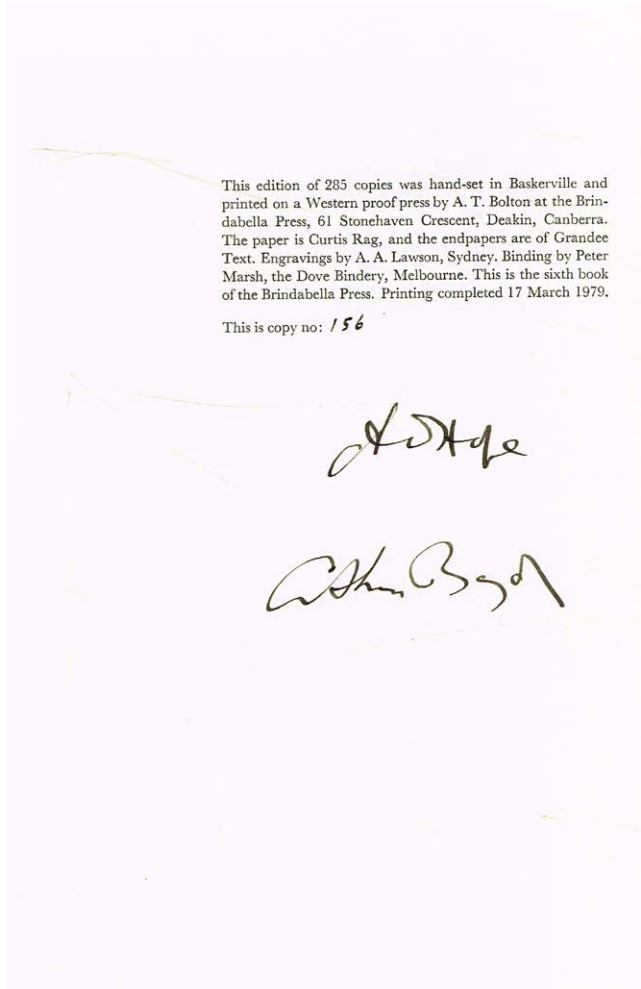 This edition of 285 copies was hand-set in Baskerville and
printed on a Western proof press by A. T. Bolton at the Brin-
dabella Press, 61 Stonehaven Crescent, Deakin, Canberra.
The paper is Curtis Rag, and the endpapers are of Grandee
Text. Engravings by A. A. Lawson, Sydney. Binding by Peter
Marsh, the Dove Bindery, Melbourne. This is the sixth book
of the Brindabella Press. Printing completed 17 March 1979.
This is copy no: 156
A D Hope
Arthur Boyd